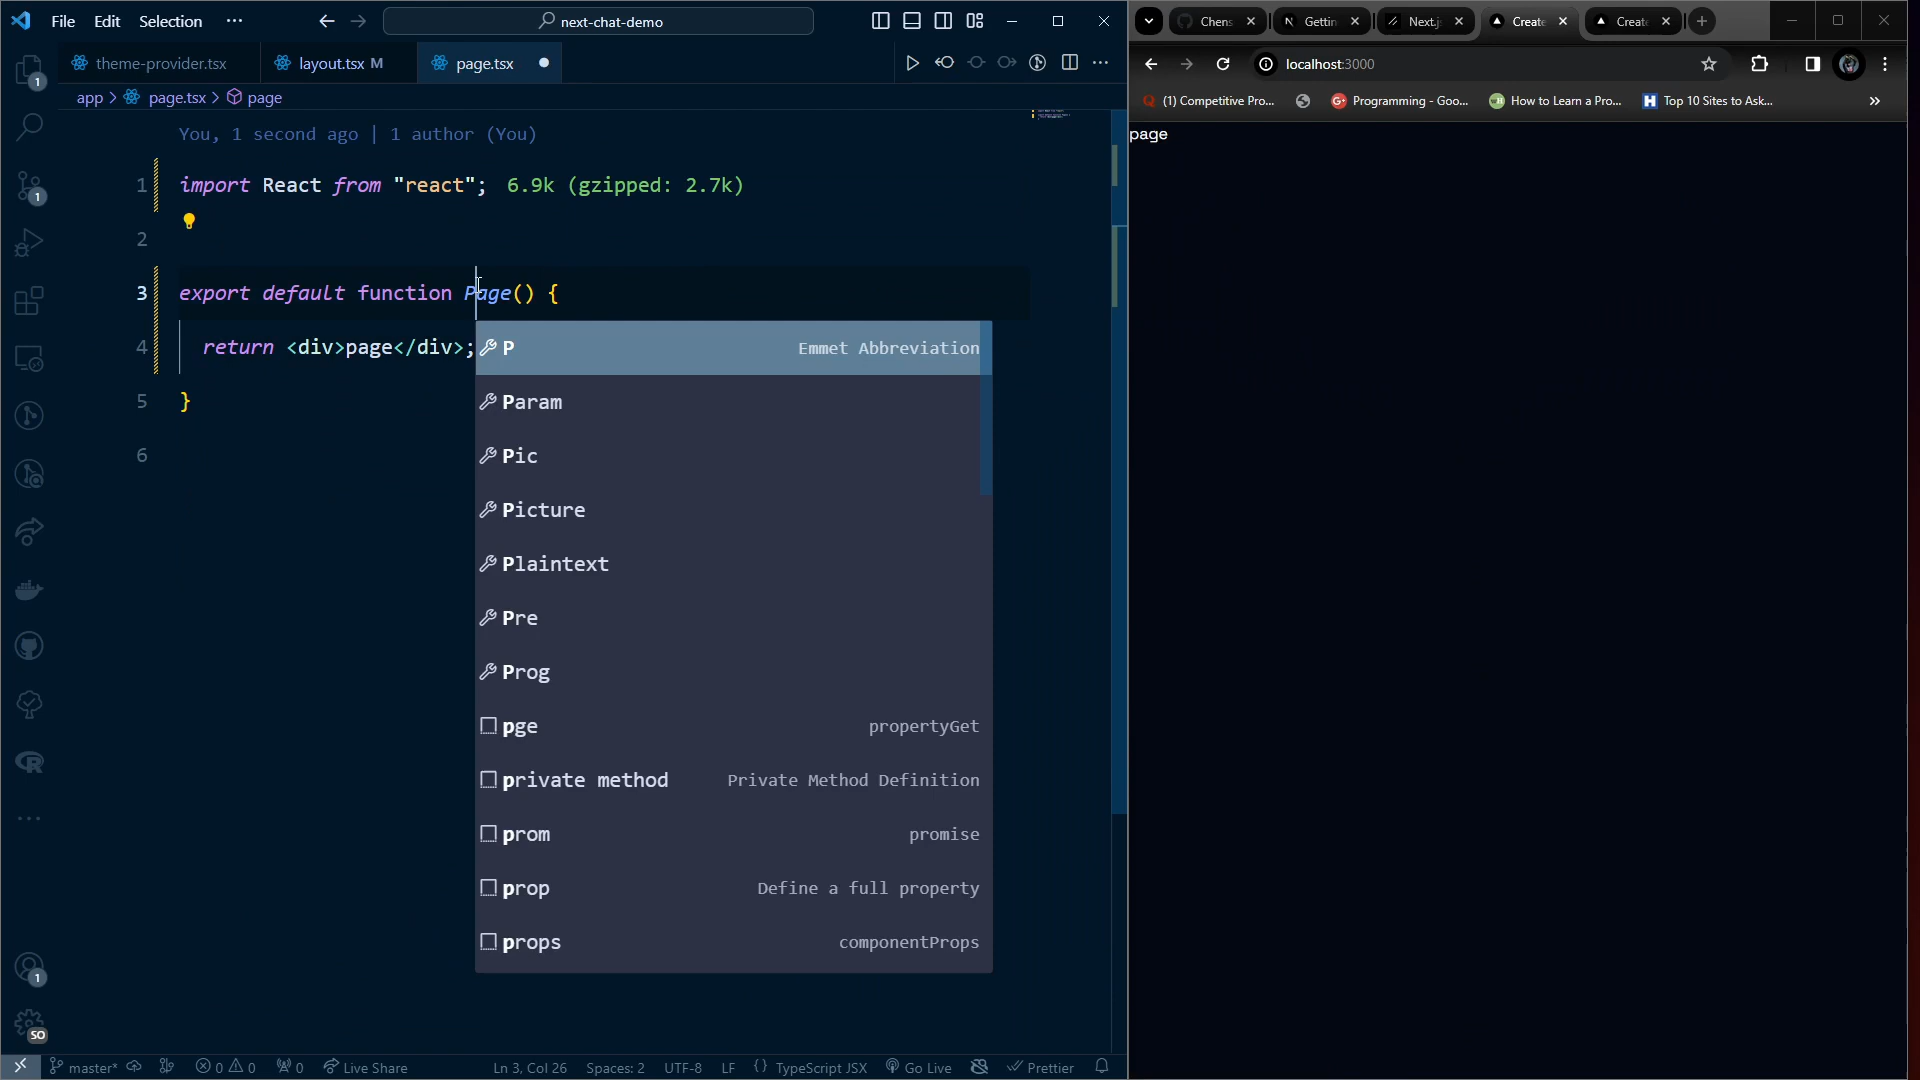 File Edit Selection ···
next-chat-demo
theme-provider.tsx
layout.tsx M
page.tsx
app > page.tsx > page
You, 1 second ago | 1 author (You)
1 import React from "react"; 6.9k (gzipped: 2.7k)
2
3 export default function Page() {
4 return <div>page</div>;
5 }
6
P Emmet Abbreviation
Param
Pic
Picture
Plaintext
Pre
Prog
pge propertyGet
private method Private Method Definition
prom promise
prop Define a full property
props componentProps
1
1
1
SO
master* 0 0 0 Live Share Ln 3, Col 26 Spaces: 2 UTF-8 LF {} TypeScript JSX Go Live Prettier
Chens
Gettin
Next.j
Create
Create
localhost:3000
(1) Competitive Pro...
Programming - Goo...
How to Learn a Pro...
Top 10 Sites to Ask...
page